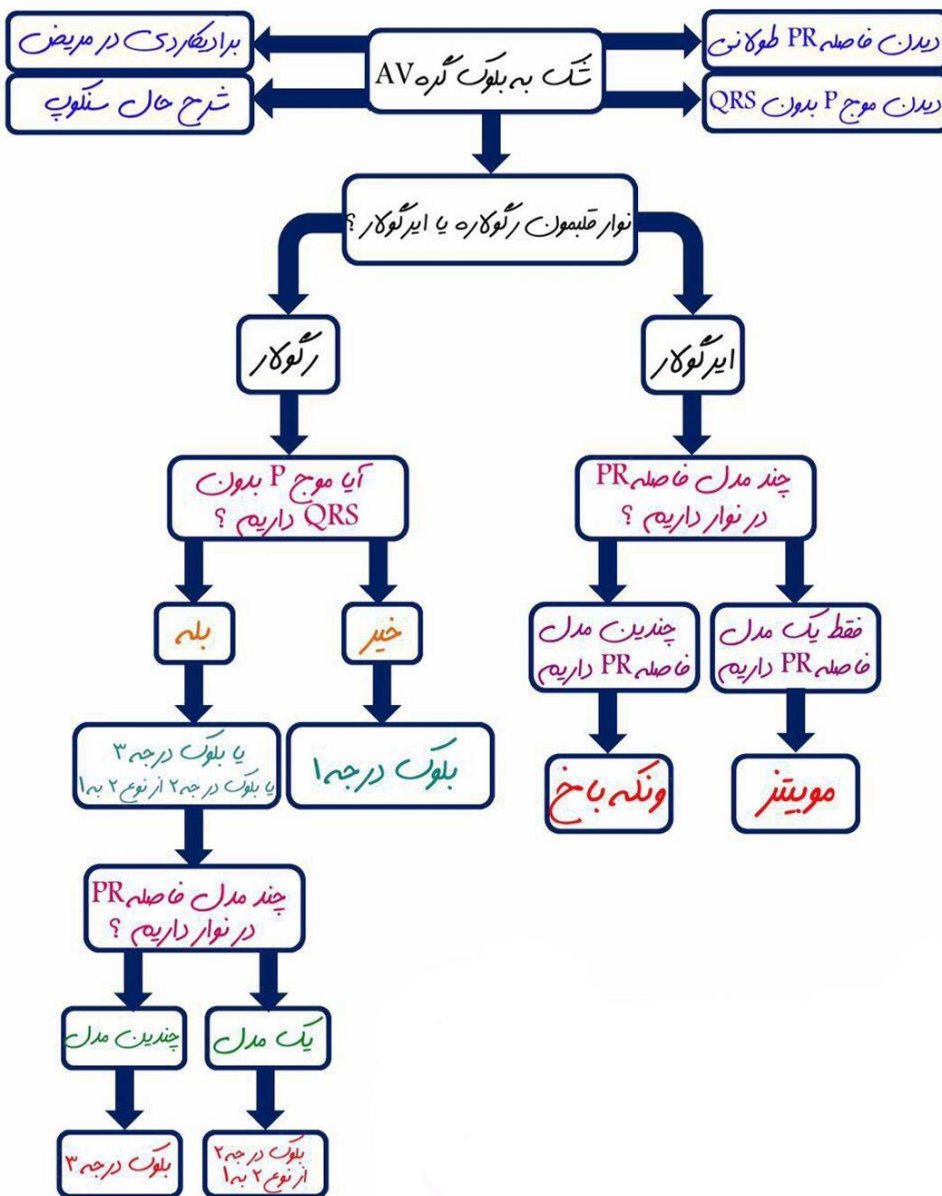 دیدن فاصله PR طولانی
برادیکاردی در مریض
شک به بلوک گره AV
دیدن موج P بدون QRS
شرح حال سنکوپ
نوار قلبمون رگولاره یا ایرگولار ؟
ایرگولار
رگولار
چند مدل فاصله PR
در نوار داریم ؟
آیا موج P بدون
QRS داریم ؟
فقط یک مدل
فاصله PR داریم
چندین مدل
فاصله PR داریم
خیر
بله
موبیتز
ونکه باخ
بلوک درجه ۱
یا بلوک درجه ۳
یا بلوک درجه ۲ از نوع ۲ به ۱
چند مدل فاصله PR
در نوار داریم ؟
یک مدل
چندین مدل
بلوک درجه ۲
از نوع ۲ به ۱
بلوک درجه ۳